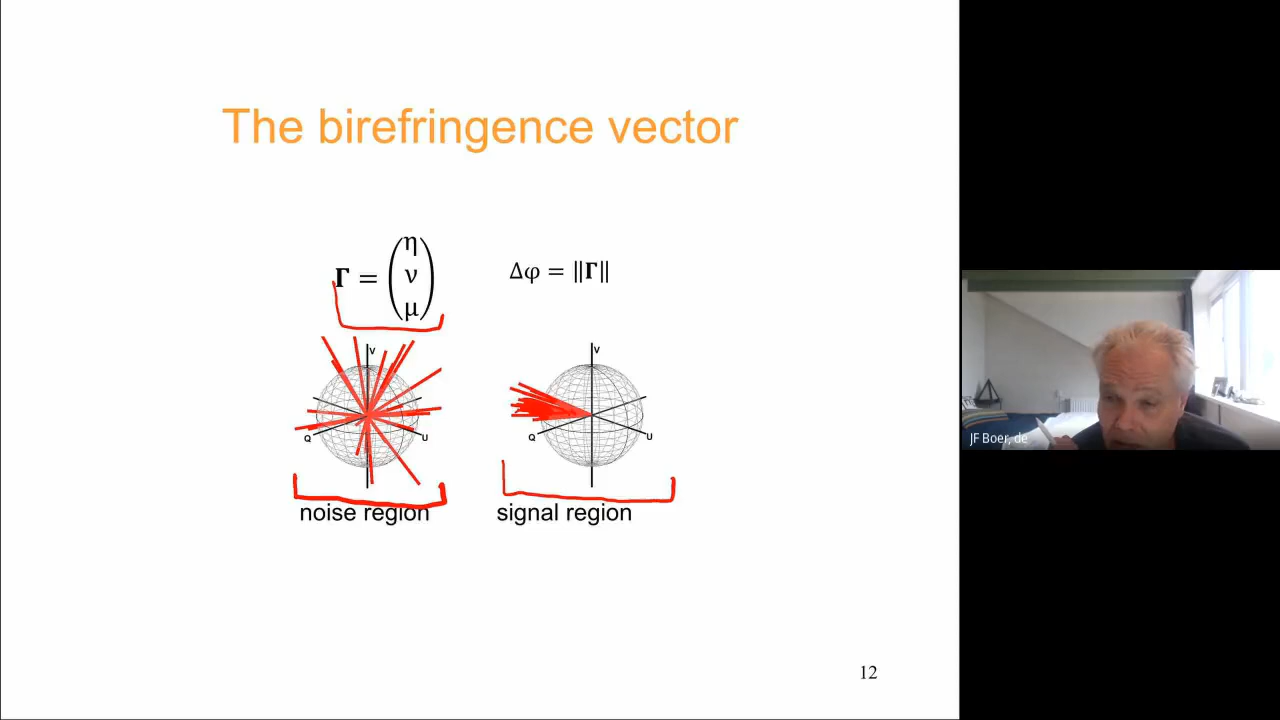 The birefringence vector
Γ = (η ν μ)
Δφ = ‖Γ‖
V
Q
U
V
Q
U
noise region
signal region
12
JF Boer, de